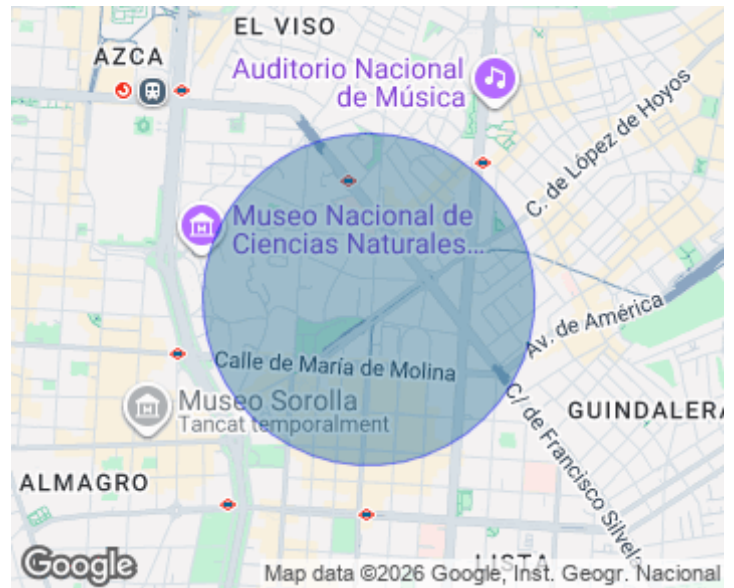 EL VISO
AZCA
Auditorio Nacional
de Música
C. de López de Hoyos
Museo Nacional de
Ciencias Naturales...
Av. de América
Calle de María de Molina
Museo Sorolla
Tancat temporalment
GUINDALERA
C/ de Francisco Silvela
ALMAGRO
LISTA
Google
Map data ©2026 Google, Inst. Geogr. Nacional